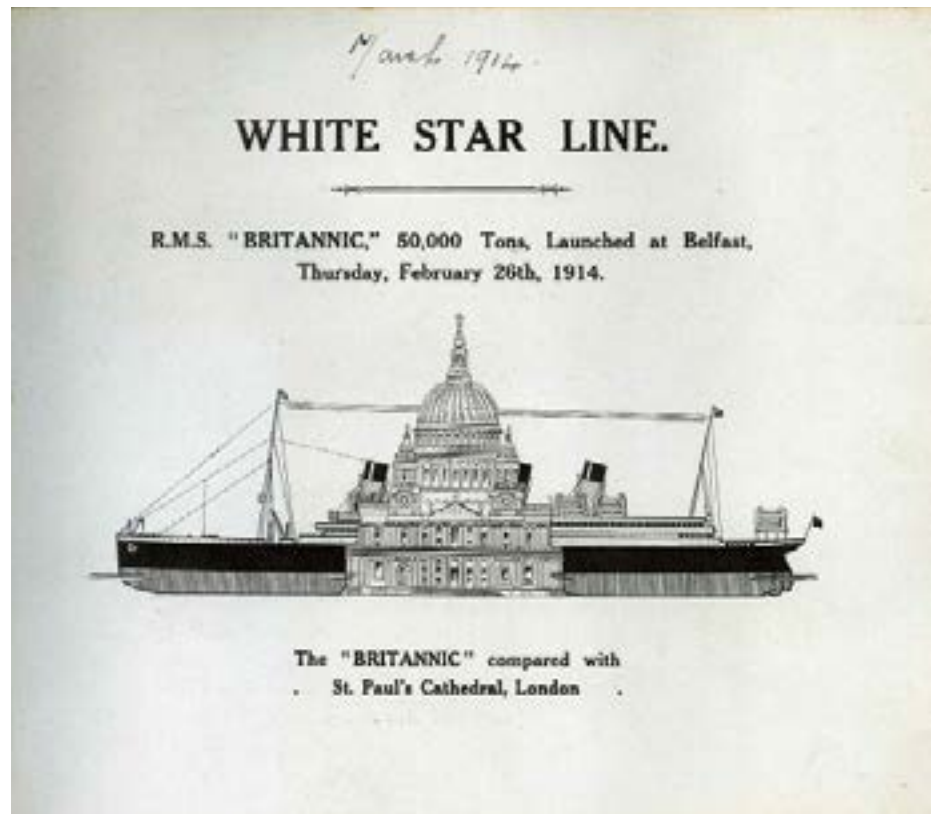 March 1914.
WHITE STAR LINE.
R.M.S. "BRITANNIC," 50,000 Tons, Launched at Belfast,
Thursday, February 26th, 1914.
The "BRITANNIC" compared with
. St. Paul's Cathedral, London .